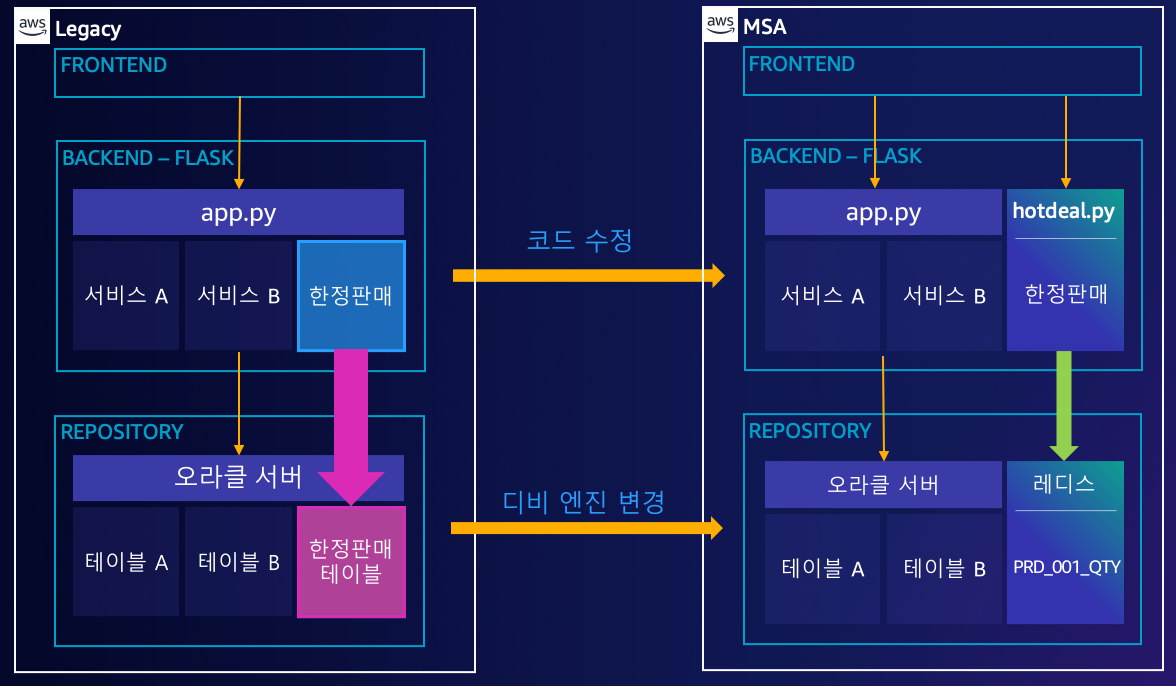 aws
Legacy
FRONTEND
BACKEND – FLASK
app.py
서비스 A
서비스 B
한정판매
REPOSITORY
오라클 서버
테이블 A
테이블 B
한정판매
테이블
코드 수정
디비 엔진 변경
aws
MSA
FRONTEND
BACKEND – FLASK
app.py
hotdeal.py
서비스 A
서비스 B
한정판매
REPOSITORY
오라클 서버
레디스
테이블 A
테이블 B
PRD_001_QTY